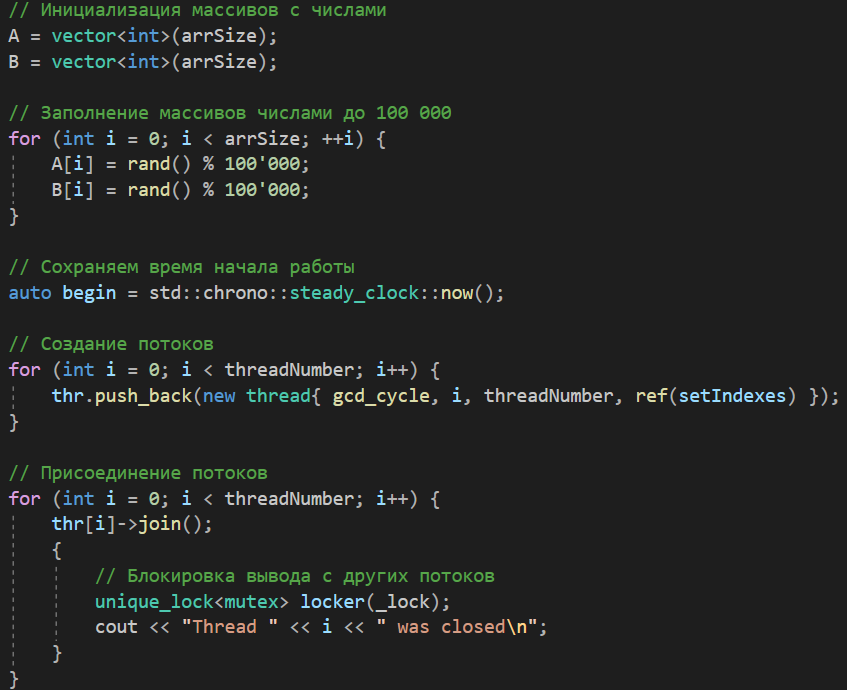 // Инициализация массивов с числами
A = vector<int>(arrSize);
B = vector<int>(arrSize);
// Заполнение массивов числами до 100 000
for (int i = 0; i < arrSize; ++i) {
A[i] = rand() % 100'000;
B[i] = rand() % 100'000;
}
// Сохраняем время начала работы
auto begin = std::chrono::steady_clock::now();
// Создание потоков
for (int i = 0; i < threadNumber; i++) {
thr.push_back(new thread{ gcd_cycle, i, threadNumber, ref(setIndexes) });
}
// Присоединение потоков
for (int i = 0; i < threadNumber; i++) {
thr[i]->join();
{
// Блокировка вывода с других потоков
unique_lock<mutex> locker(_lock);
cout << "Thread " << i << " was closed\n";
}
}